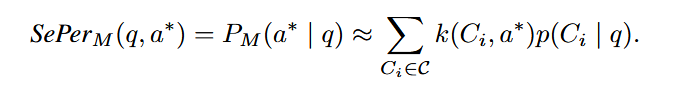 SePer_M(q, a*) = P_M(a* | q) ≈ ∑_{C_i∈𝒞} k(C_i, a*)p(C_i | q).